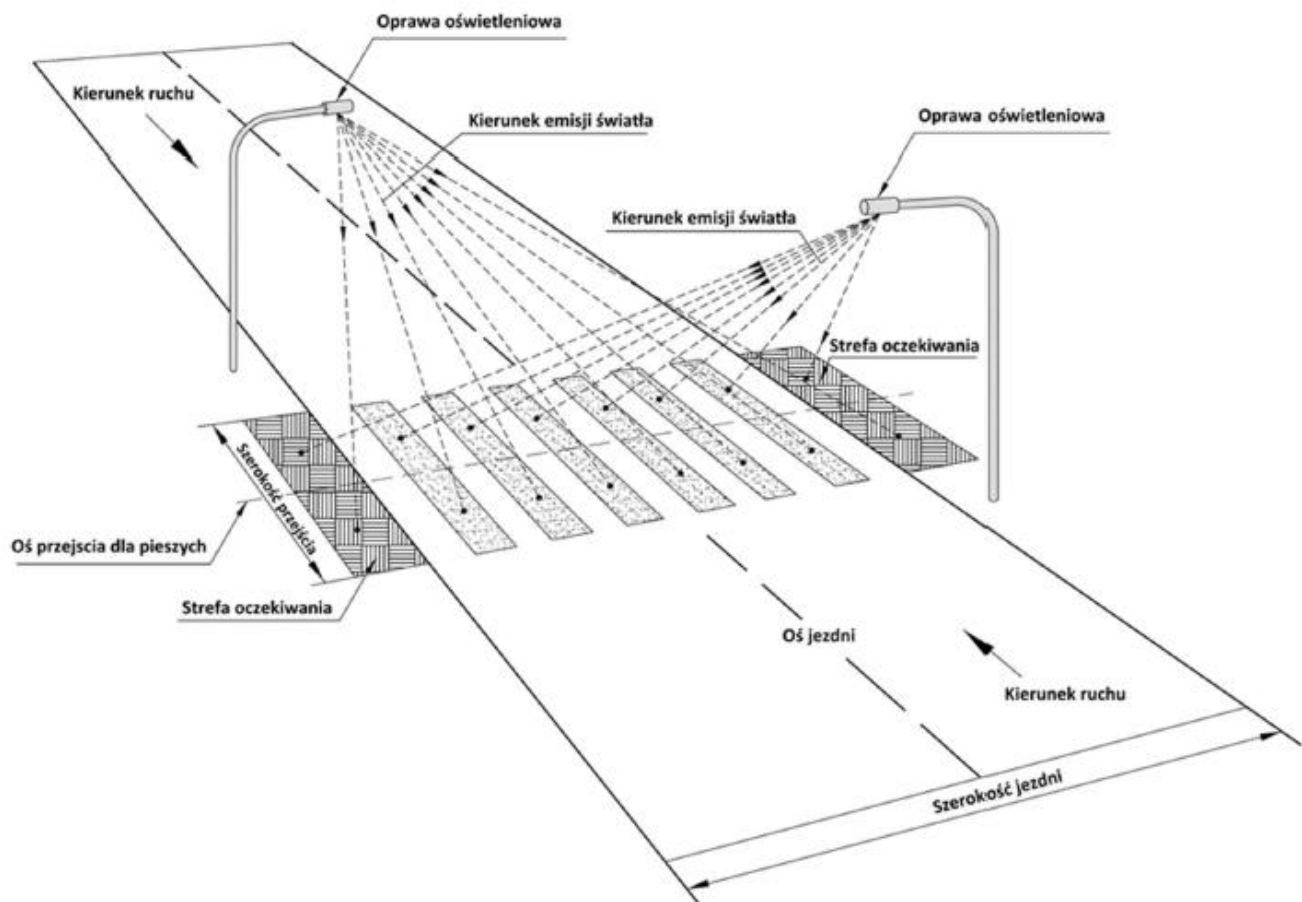 Oprawa oświetleniowa
Kierunek ruchu
Kierunek emisji światła
Oprawa oświetleniowa
Kierunek emisji światła
Strefa oczekiwania
Szerokość przejścia
Oś przejscia dla pieszych
Strefa oczekiwania
Oś jezdni
Kierunek ruchu
Szerokość jezdni